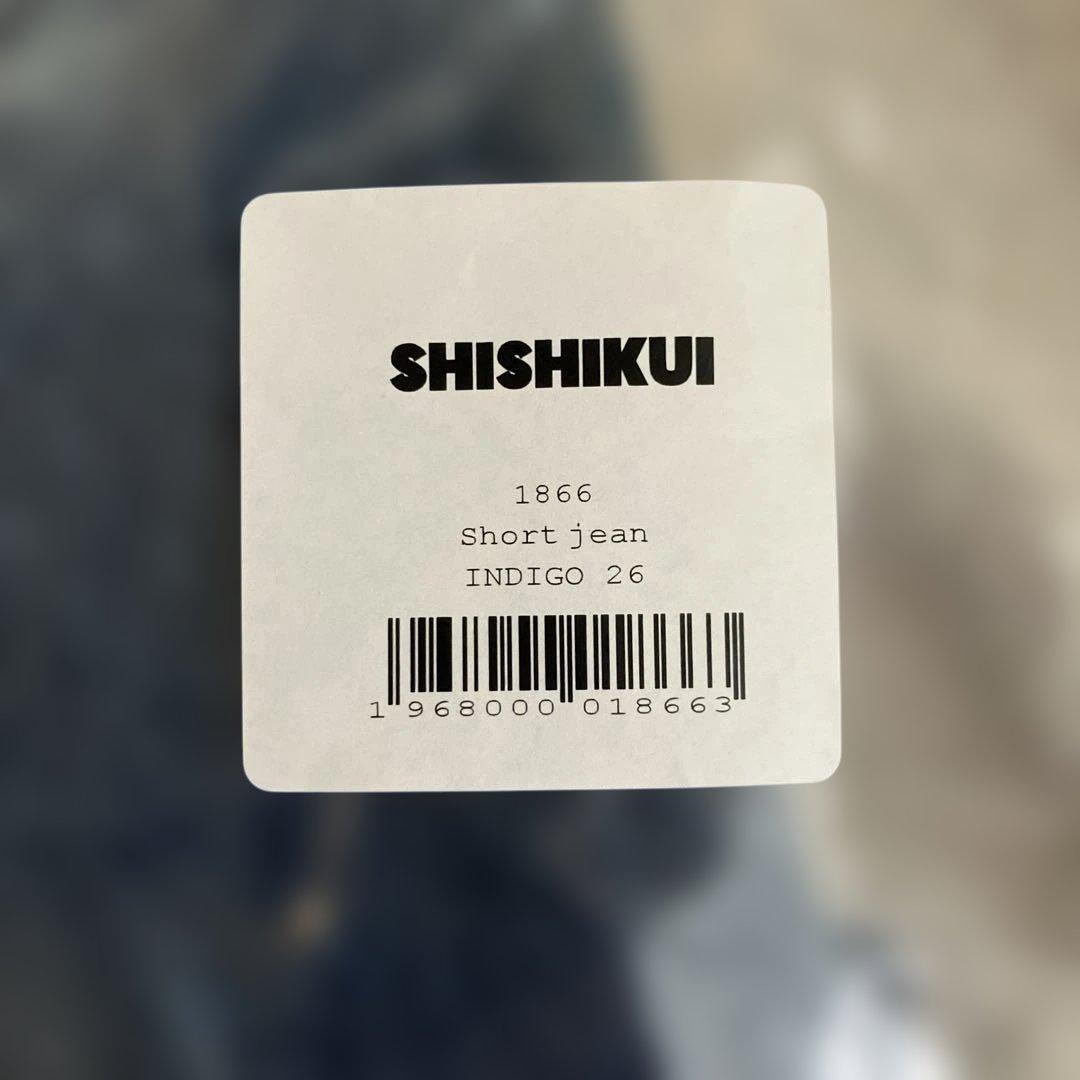 SHISHIKUI
1866
Short jean
INDIGO 26
1 968000 018663